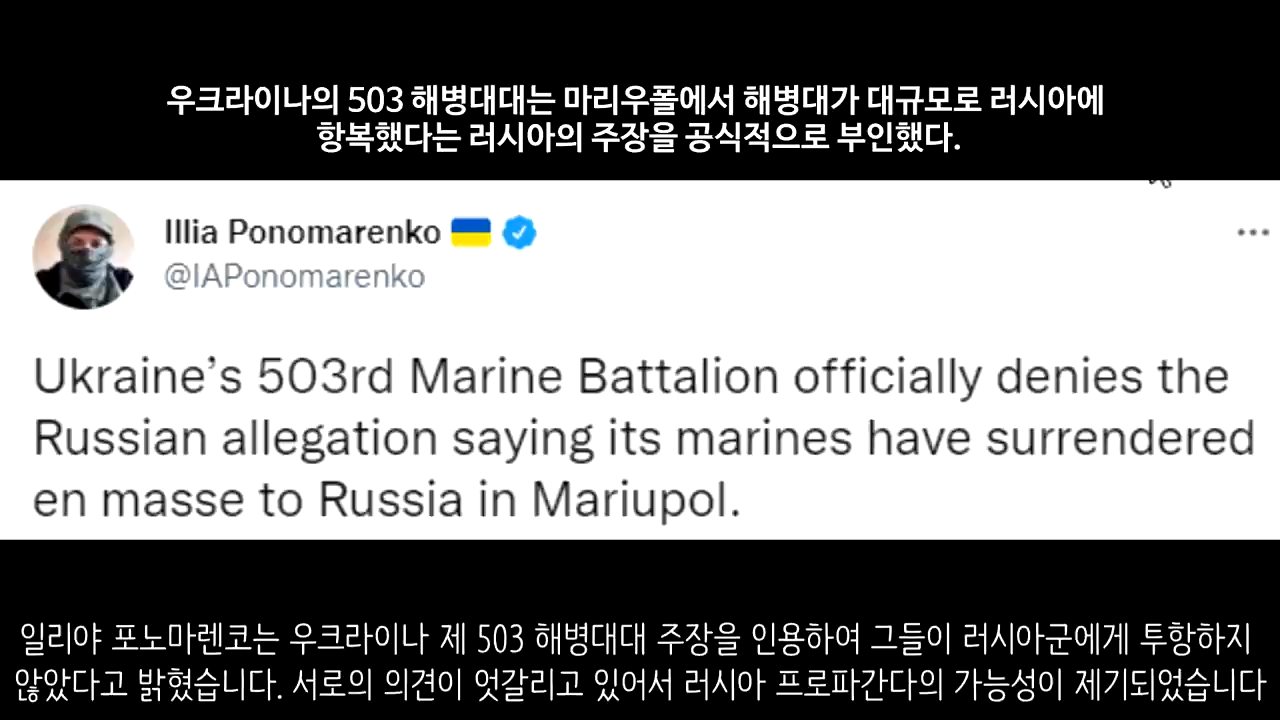 우크라이나의 503 해병대대는 마리우폴에서 해병대가 대규모로 러시아에
항복했다는 러시아의 주장을 공식적으로 부인했다.
Illia Ponomarenko
@IAPonomarenko
Ukraine’s 503rd Marine Battalion officially denies the
Russian allegation saying its marines have surrendered
en masse to Russia in Mariupol.
일리야 포노마렌코는 우크라이나 제 503 해병대대 주장을 인용하여 그들이 러시아군에게 투항하지
않았다고 밝혔습니다. 서로의 의견이 엇갈리고 있어서 러시아 프로파간다의 가능성이 제기되었습니다